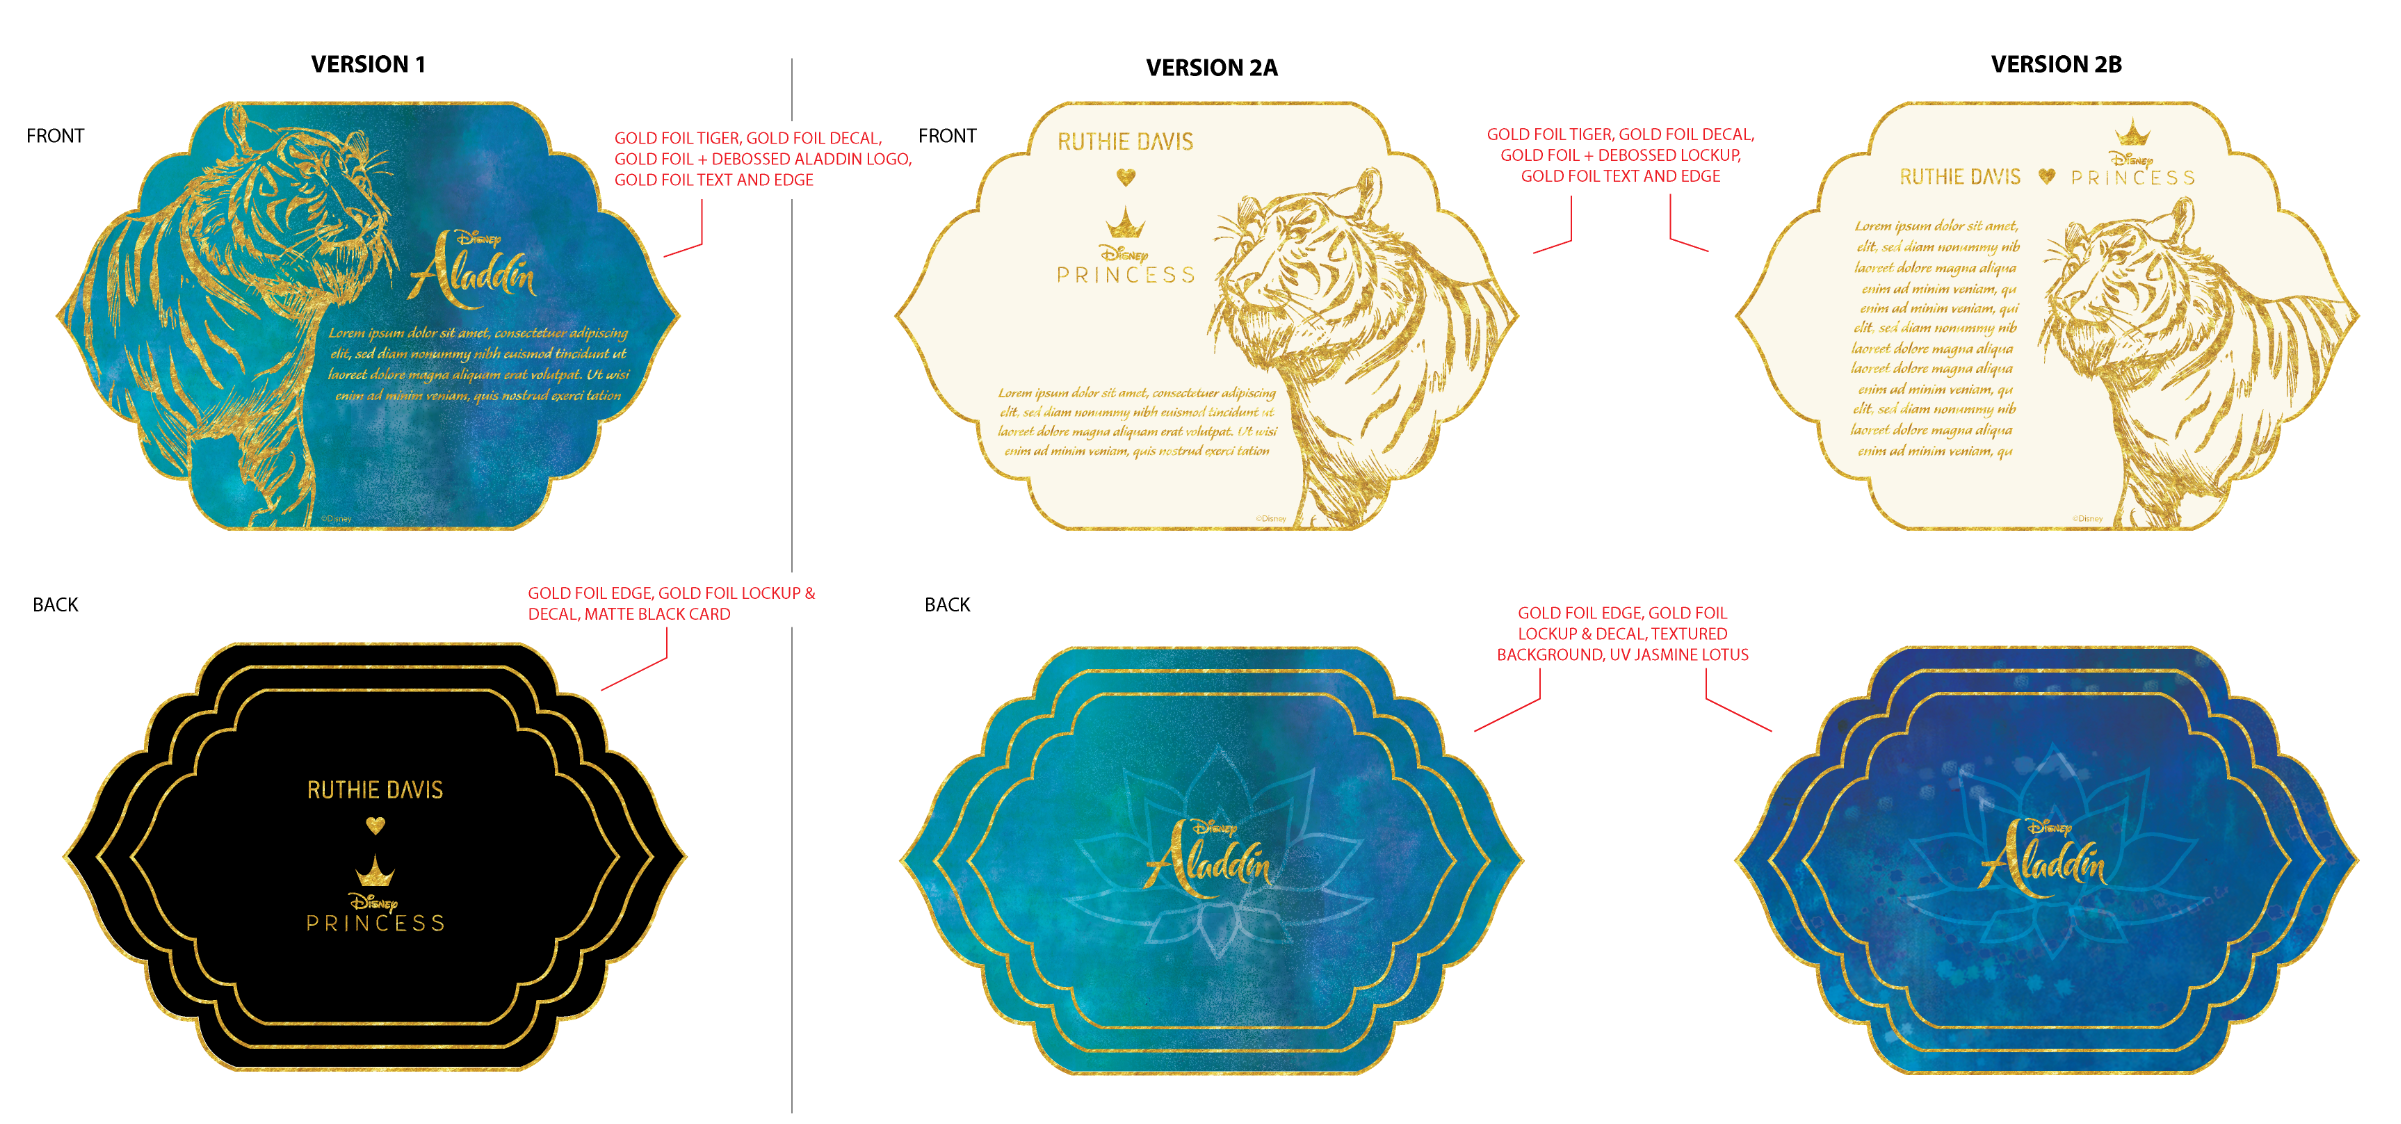 VERSION 1
FRONT
GOLD FOIL TIGER, GOLD FOIL DECAL,
GOLD FOIL + DEBOSSED ALADDIN LOGO,
GOLD FOIL TEXT AND EDGE
Disney
Aladdin
Lorem ipsum dolor sit amet, consectetuer adipiscing
elit, sed diam nonummy nibh euismod tincidunt ut
laoreet dolore magna aliquam erat volutpat. Ut wisi
enim ad minim veniam, quis nostrud exerci tation
©Disney
BACK
GOLD FOIL EDGE, GOLD FOIL LOCKUP &
DECAL, MATTE BLACK CARD
RUTHIE DAVIS
Disney
PRINCESS
VERSION 2A
FRONT
RUTHIE DAVIS
Disney
PRINCESS
Lorem ipsum dolor sit amet, consectetuer adipiscing
elit, sed diam nonummy nibh euismod tincidunt ut
laoreet dolore magna aliquam erat volutpat. Ut wisi
enim ad minim veniam, quis nostrud exerci tation
©Disney
GOLD FOIL TIGER, GOLD FOIL DECAL,
GOLD FOIL + DEBOSSED LOCKUP,
GOLD FOIL TEXT AND EDGE
VERSION 2B
Disney
RUTHIE DAVIS PRINCESS
Lorem ipsum dolor sit amet,
elit, sed diam nonummy nib
laoreet dolore magna aliqua
enim ad minim veniam, qu
enim ad minim veniam, qui
elit, sed diam nonummy nib
laoreet dolore magna aliqua
laoreet dolore magna aliqua
enim ad minim veniam, qu
elit, sed diam nonummy nib
laoreet dolore magna aliqua
enim ad minim veniam, qu
©Disney
BACK
GOLD FOIL EDGE, GOLD FOIL
LOCKUP & DECAL, TEXTURED
BACKGROUND, UV JASMINE LOTUS
Disney
Aladdin
Disney
Aladdin